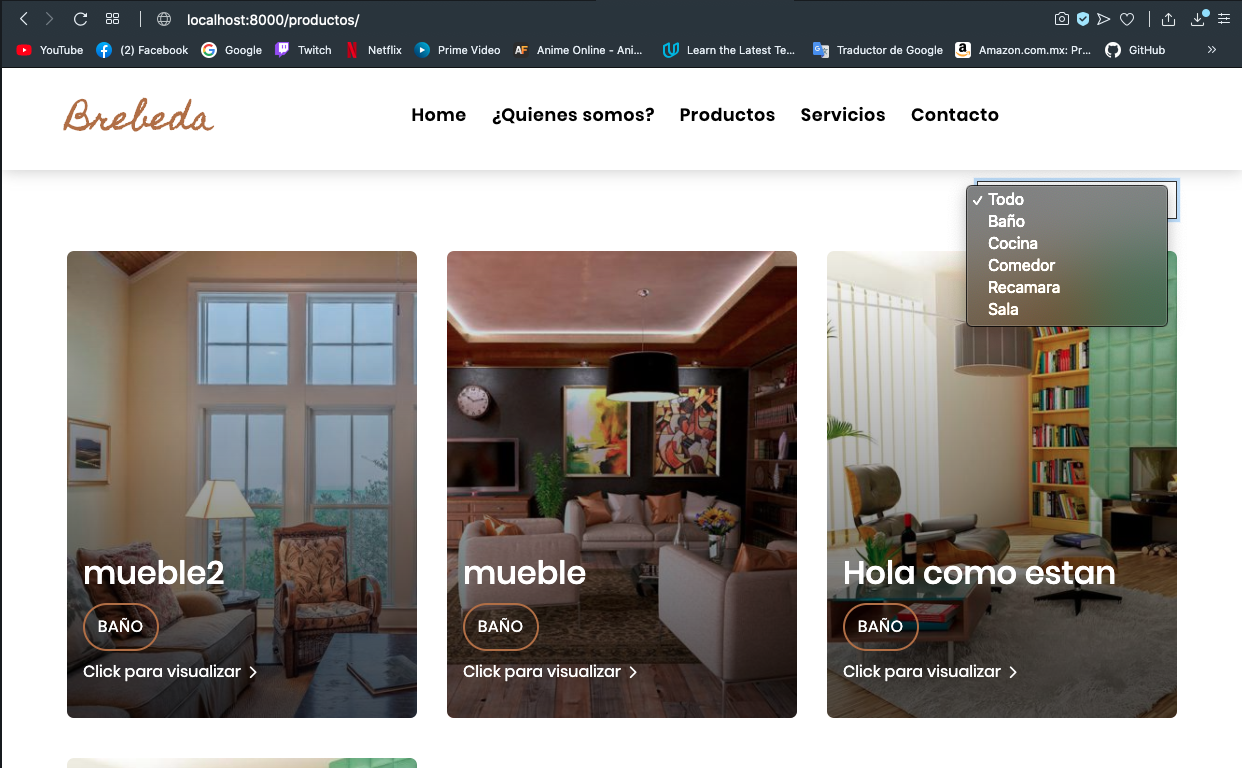 localhost:8000/productos/
YouTube (2) Facebook Google Twitch Netflix Prime Video AF Anime Online - Ani... Learn the Latest Te... Traductor de Google Amazon.com.mx: Pr... GitHub »
Brebeda Home ¿Quienes somos? Productos Servicios Contacto
✓ Todo
Baño
Cocina
Comedor
Recamara
Sala
mueble2
BAÑO
Click para visualizar >
mueble
BAÑO
Click para visualizar >
Hola como estan
BAÑO
Click para visualizar >